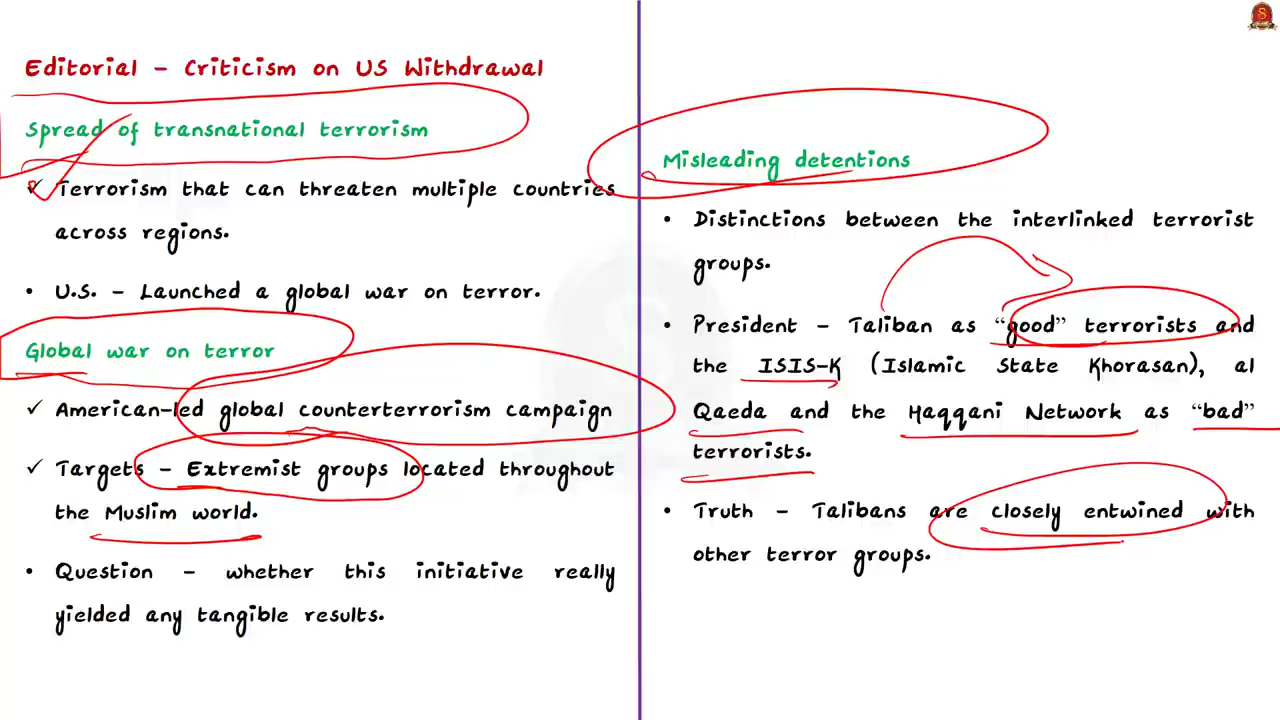 Editorial - Criticism on US Withdrawal
Spread of transnational terrorism
✓ Terrorism that can threaten multiple countries
across regions.
• U.S. - Launched a global war on terror.
Global war on terror
✓ American-led global counterterrorism campaign
✓ Targets - Extremist groups located throughout
the Muslim world.
• Question - whether this initiative really
yielded any tangible results.
Misleading detentions
• Distinctions between the interlinked terrorist
groups.
• President - Taliban as "good" terrorists and
the ISIS-K (Islamic State Khorasan), al
Qaeda and the Haqqani Network as "bad"
terrorists.
• Truth - Talibans are closely entwined with
other terror groups.